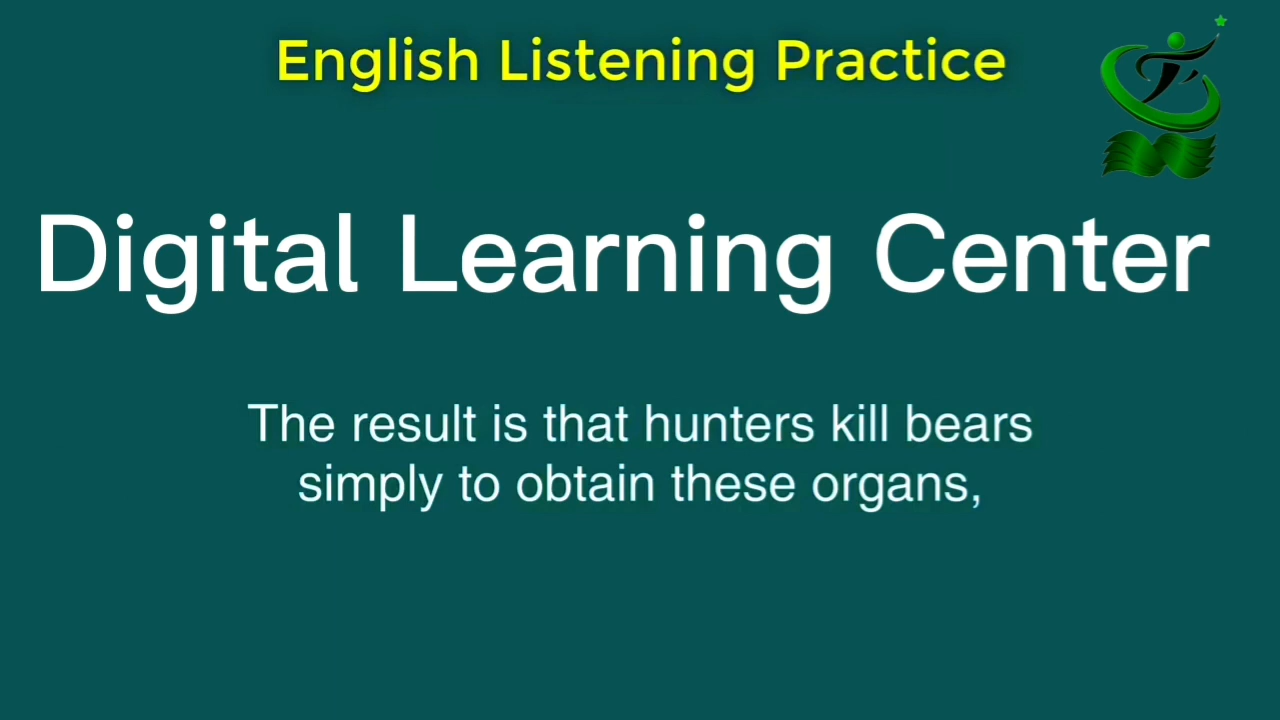 English Listening Practice
Digital Learning Center
The result is that hunters kill bears
simply to obtain these organs,